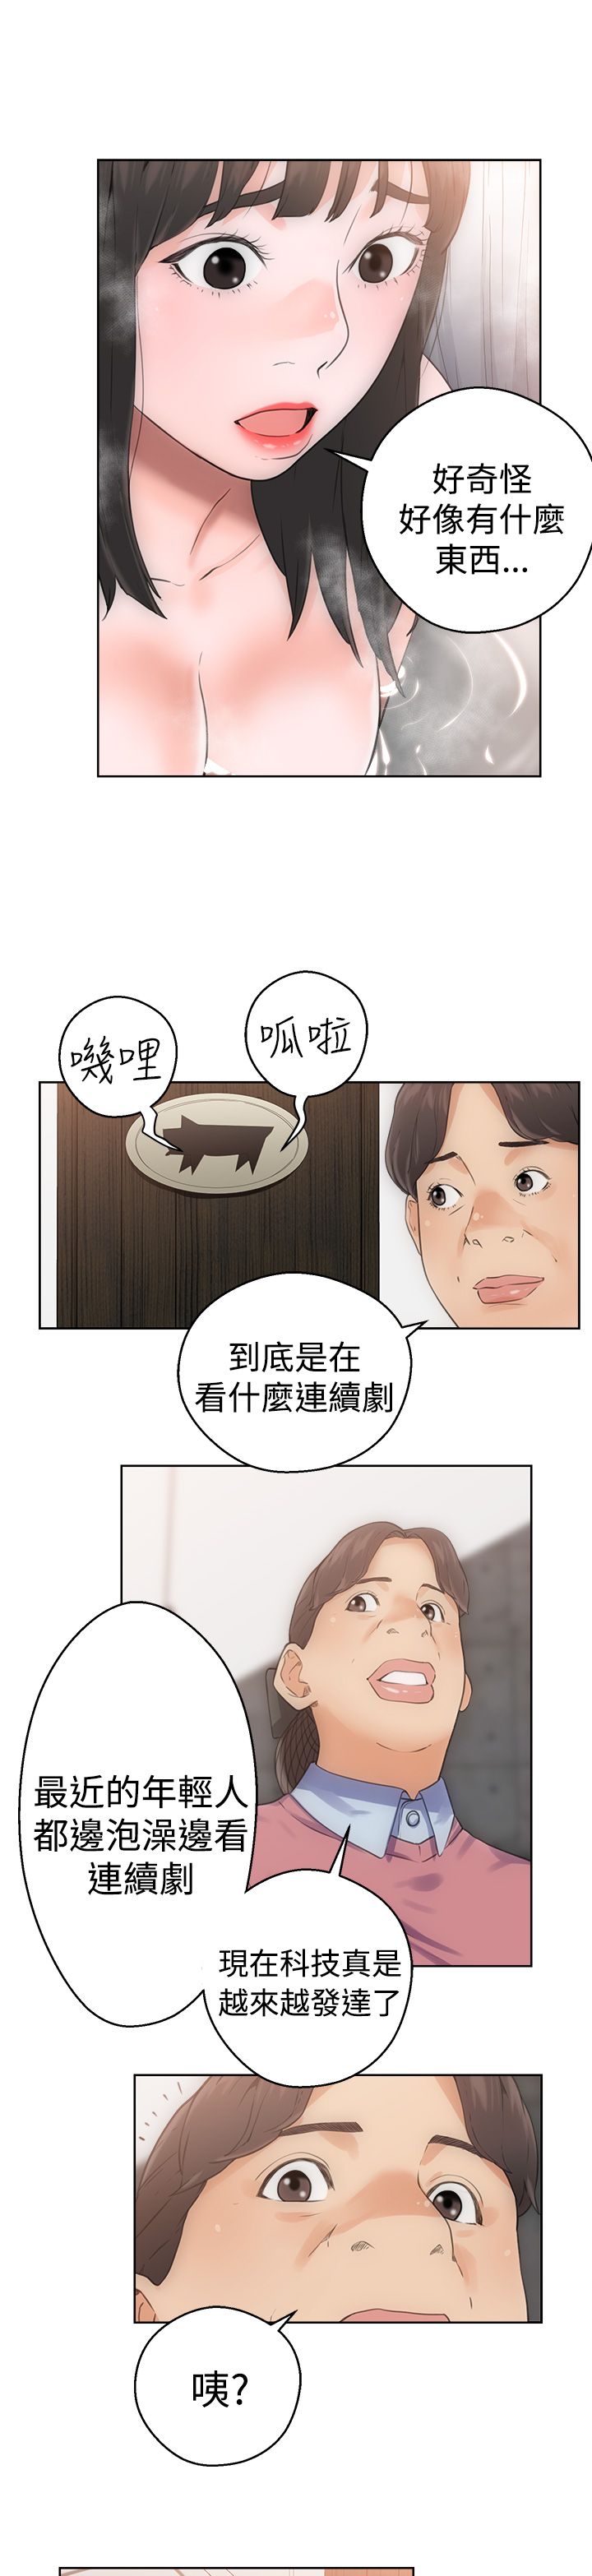 好奇怪
好像有什麼
東西...
嘰哩
呱啦
到底是在
看什麼連續劇
最近的年輕人
都邊泡澡邊看
連續劇
現在科技真是
越來越發達了
咦?